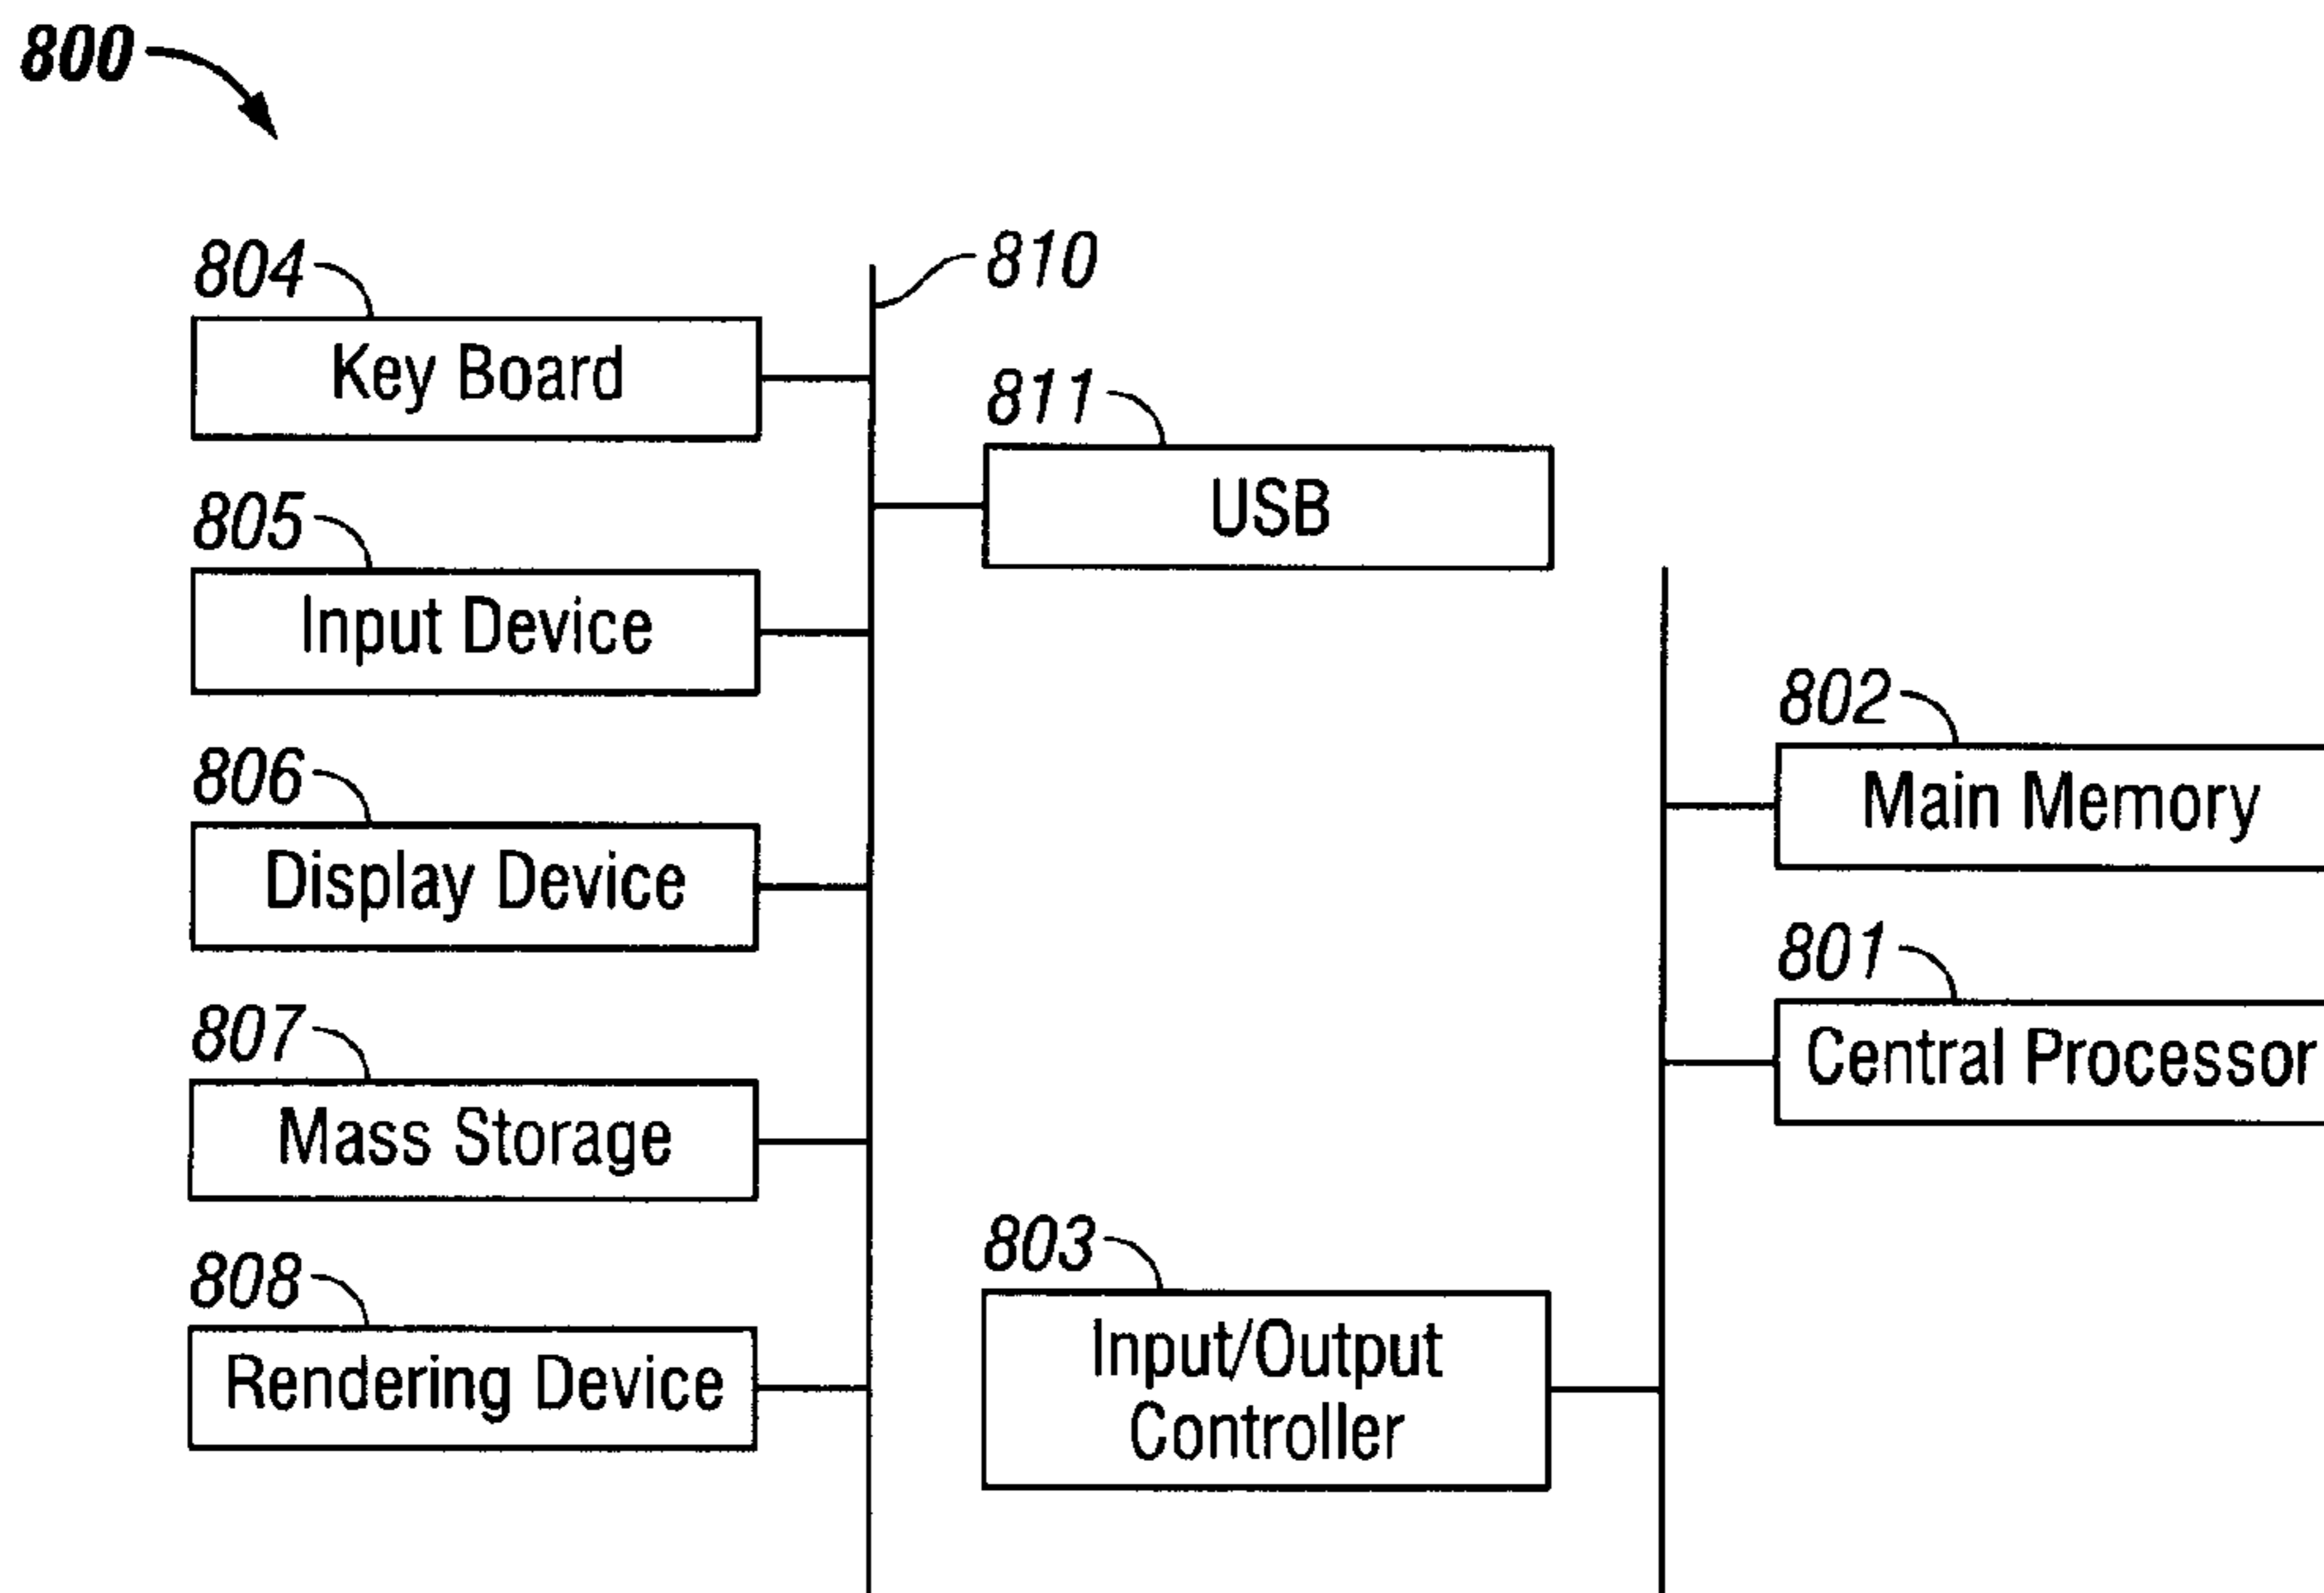 800
804
Key Board
810
811
USB
805
Input Device
806
Display Device
802
Main Memory
801
Central Processor
807
Mass Storage
803
Input/Output
Controller
808
Rendering Device